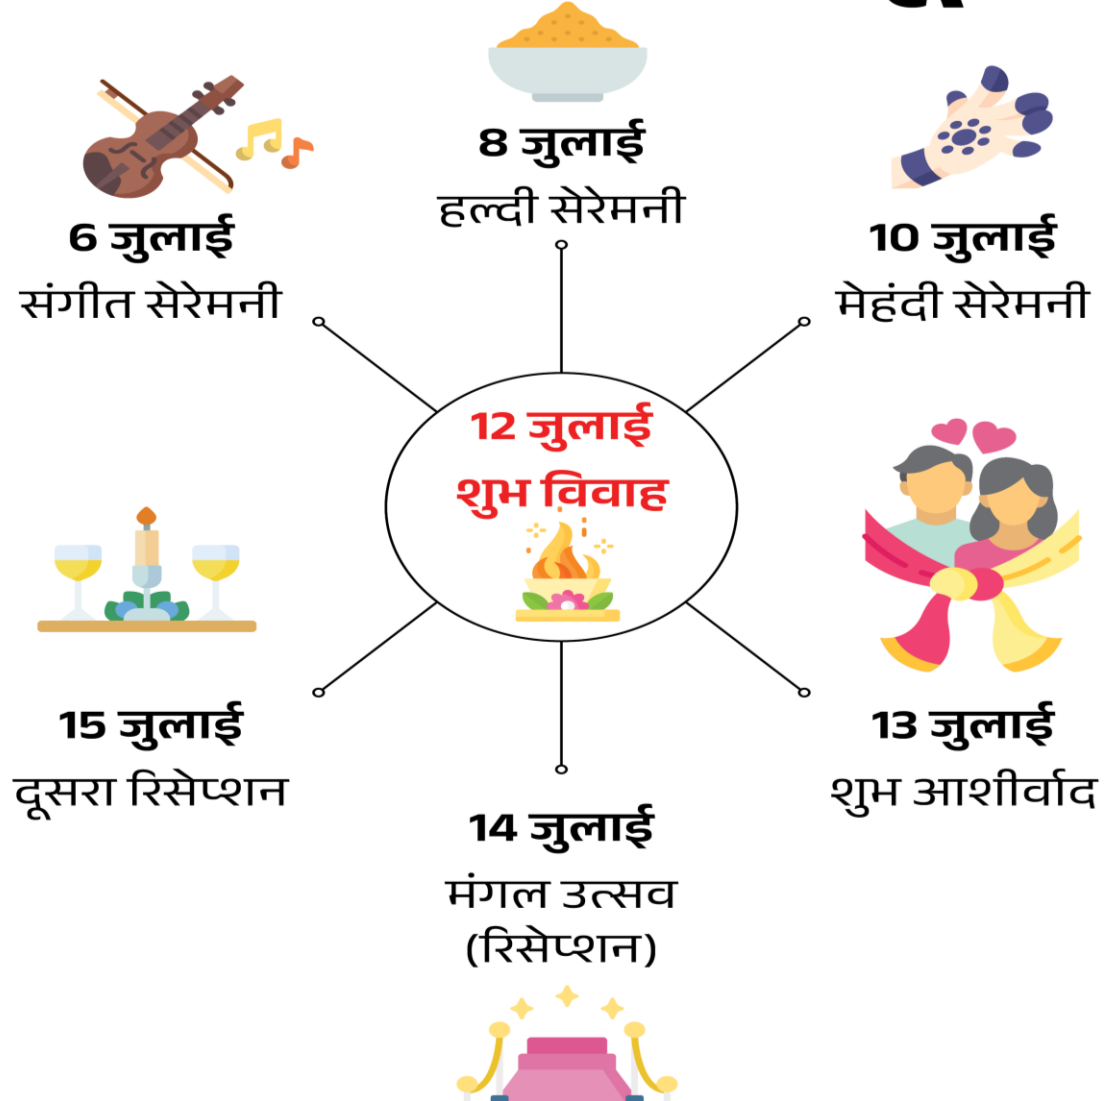 8 जुलाई
हल्दी सेरेमनी
6 जुलाई
संगीत सेरेमनी
10 जुलाई
मेहंदी सेरेमनी
12 जुलाई
शुभ विवाह
15 जुलाई
दूसरा रिसेप्शन
13 जुलाई
शुभ आशीर्वाद
14 जुलाई
मंगल उत्सव
(रिसेप्शन)